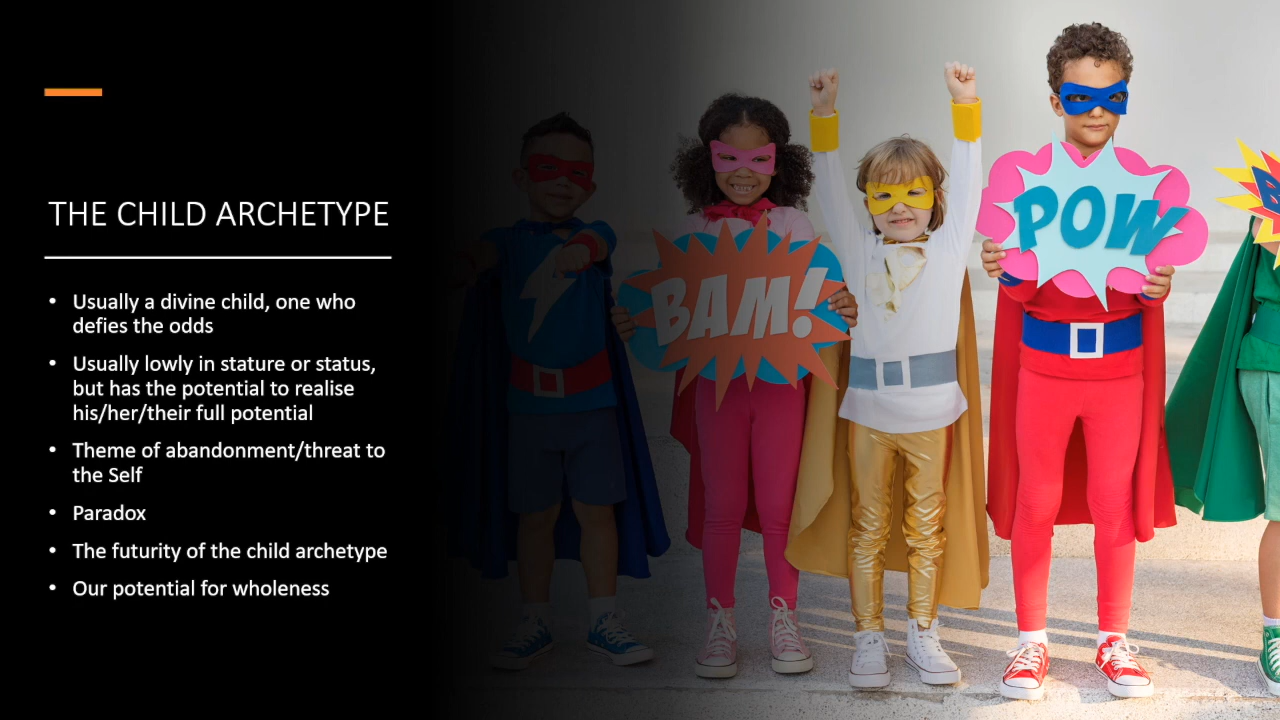 THE CHILD ARCHETYPE
• Usually a divine child, one who
defies the odds
• Usually lowly in stature or status,
but has the potential to realise
his/her/their full potential
• Theme of abandonment/threat to
the Self
• Paradox
• The futurity of the child archetype
• Our potential for wholeness
BAM!
POW